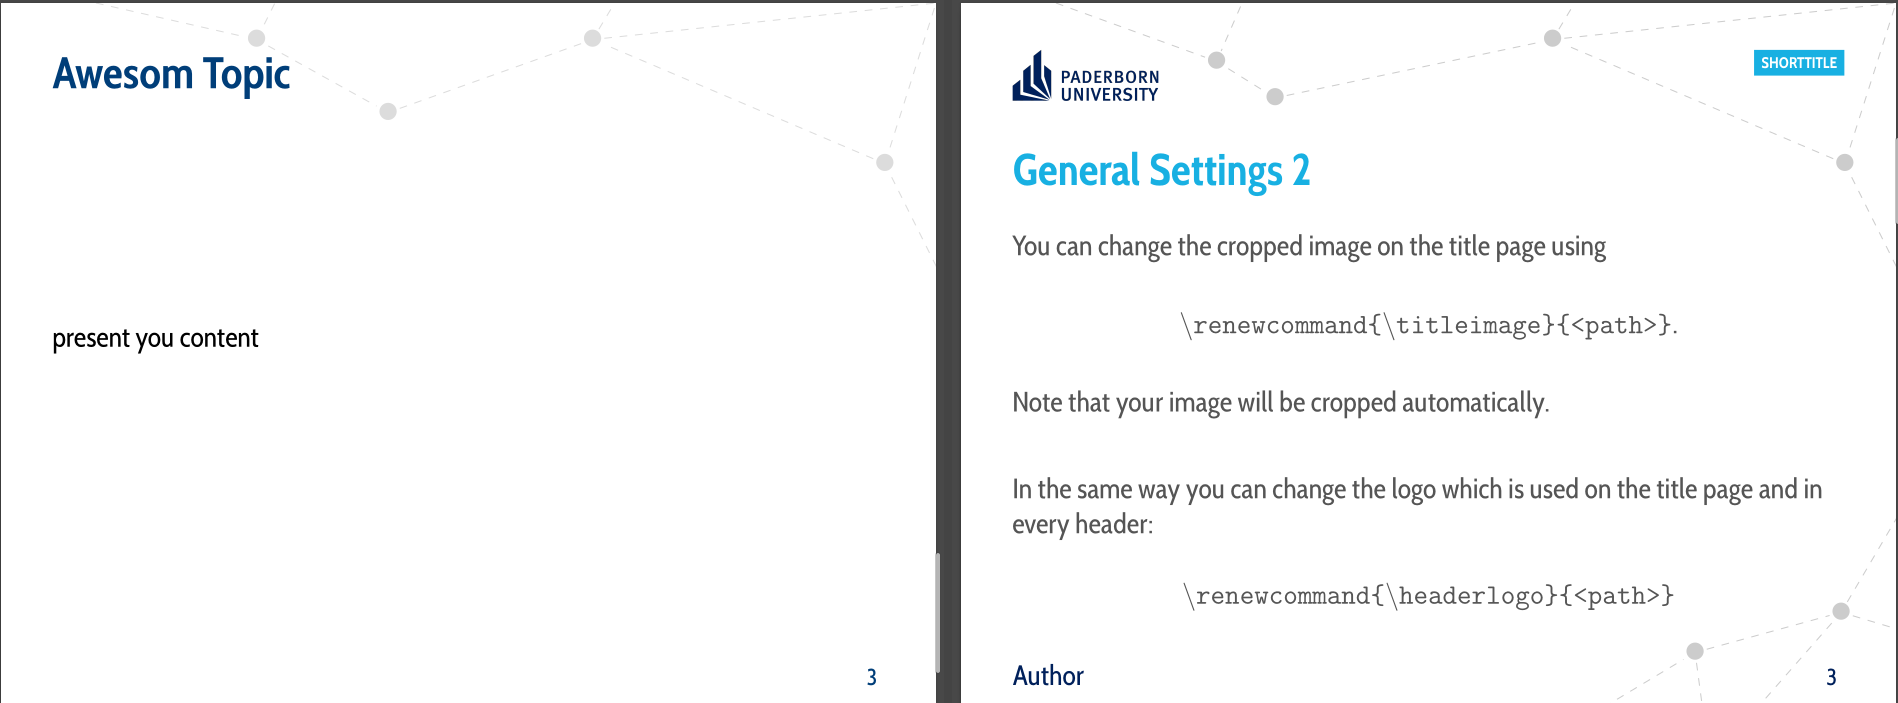 Awesom Topic
present you content
3
PADERBORN
UNIVERSITY
SHORTTITLE
General Settings 2
You can change the cropped image on the title page using
\renewcommand{\titleimage}{<path>}.
Note that your image will be cropped automatically.
In the same way you can change the logo which is used on the title page and in
every header:
\renewcommand{\headerlogo}{<path>}
Author
3